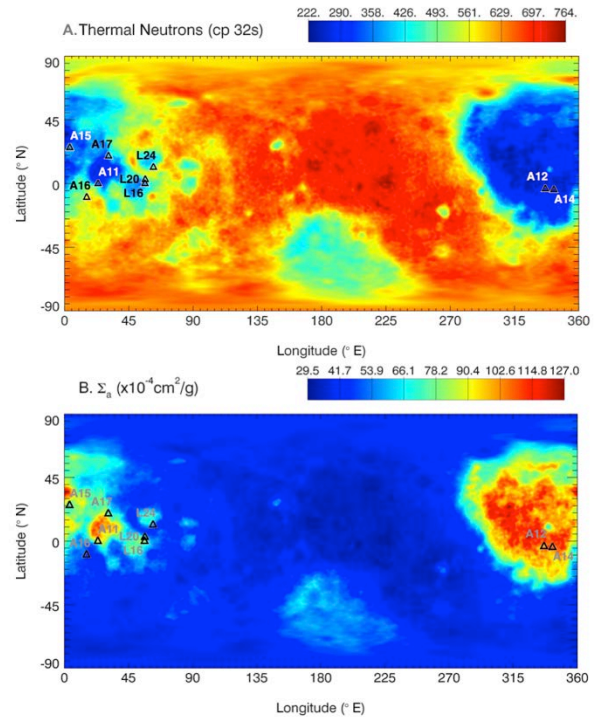 222. 290. 358. 426. 493. 561. 629. 697. 764.
A. Thermal Neutrons (cp 32s)
90
45
0
-45
-90
A15
A17
L24
A11
L20
A16
L16
A12
A14
Latitude (° N)
0 45 90 135 180 225 270 315 360
Longitude (° E)
29.5 41.7 53.9 66.1 78.2 90.4 102.6 114.8 127.0
B. Σa (x10-4cm2/g)
90
45
0
-45
-90
A15
A17
L24
A11
L20
A16
L16
A12
A14
Latitude (° N)
0 45 90 135 180 225 270 315 360
Longitude (° E)